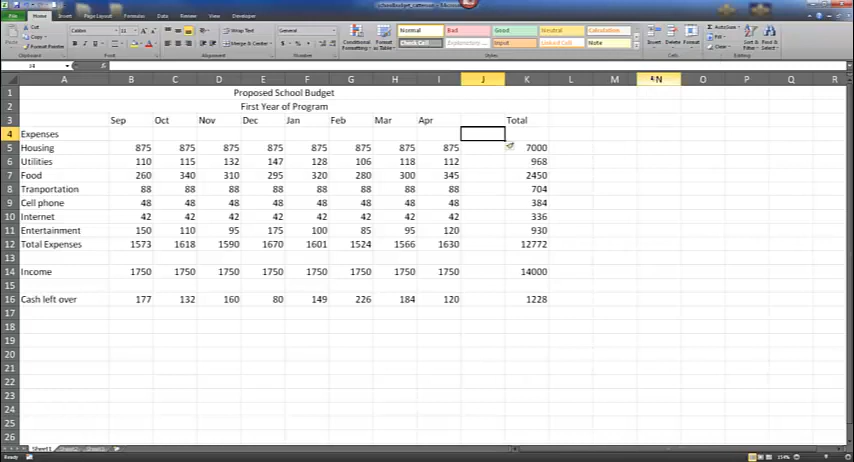 File Home Insert Page Layout Formulas Data Review View Developer
Cut
Copy
Format Painter
Paste
Calibri 11
Wrap Text
Merge & Center
General
Conditional Formatting
Format as Table
Normal Bad Good Neutral Calculation
Check Cell Explanatory ... Input Linked Cell Note
Insert Delete Format
AutoSum
Fill
Clear
Sort & Filter
Find & Select
Clipboard Font Alignment Number Styles Cells Editing
J4 fx
A B C D E F G H I J K L M N O P Q R
1 Proposed School Budget
2 First Year of Program
3 Sep Oct Nov Dec Jan Feb Mar Apr Total
4 Expenses
5 Housing 875 875 875 875 875 875 875 875 7000
6 Utilities 110 115 132 147 128 106 118 112 968
7 Food 260 340 310 295 320 280 300 345 2450
8 Tranportation 88 88 88 88 88 88 88 88 704
9 Cell phone 48 48 48 48 48 48 48 48 384
10 Internet 42 42 42 42 42 42 42 42 336
11 Entertainment 150 110 95 175 100 85 95 120 930
12 Total Expenses 1573 1618 1590 1670 1601 1524 1566 1630 12772
13
14 Income 1750 1750 1750 1750 1750 1750 1750 1750 14000
15
16 Cash left over 177 132 160 80 149 226 184 120 1228
17
18
19
20
21
22
23
24
25
26
Sheet1 Sheet2 Sheet3
Ready